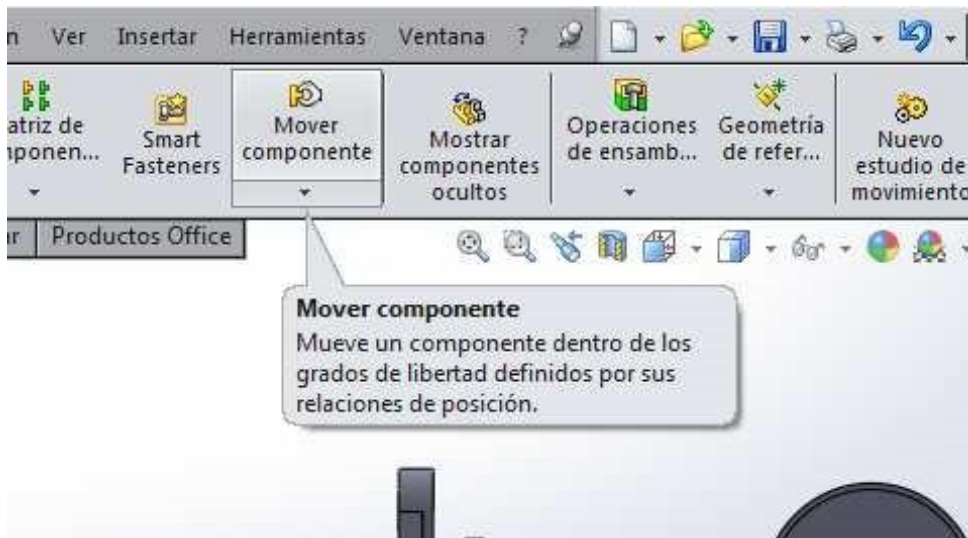 Ver Insertar Herramientas Ventana ?
Smart
Fasteners
Mover
componente
Mostrar
componentes
ocultos
Operaciones
de ensamb...
Geometría
de refer...
Nuevo
estudio de
movimiento
Productos Office
Mover componente
Mueve un componente dentro de los
grados de libertad definidos por sus
relaciones de posición.